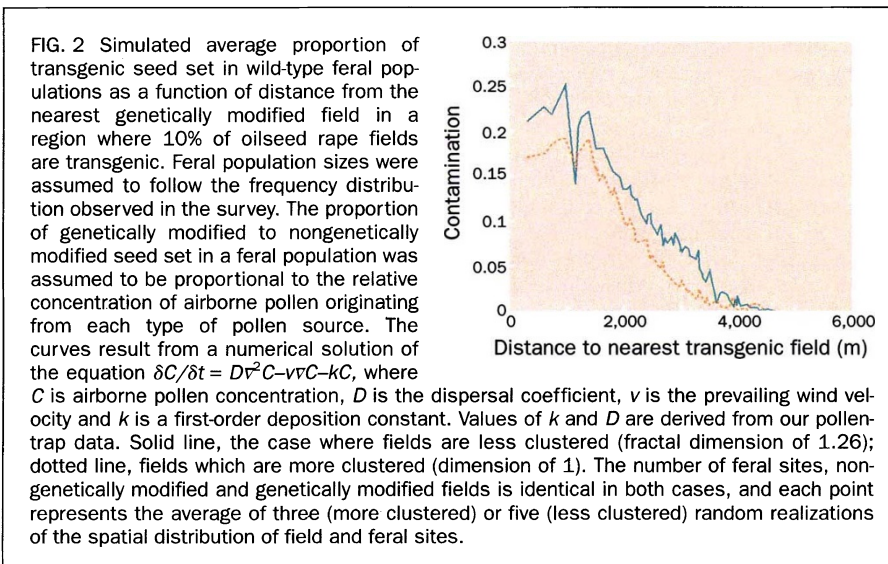 FIG. 2 Simulated average proportion of
transgenic seed set in wild-type feral pop-
ulations as a function of distance from the
nearest genetically modified field in a
region where 10% of oilseed rape fields
are transgenic. Feral population sizes were
assumed to follow the frequency distribu-
tion observed in the survey. The proportion
of genetically modified to nongenetically
modified seed set in a feral population was
assumed to be proportional to the relative
concentration of airborne pollen originating
from each type of pollen source. The
curves result from a numerical solution of
the equation δC/δt = D∇²C–v∇C–kC, where
C is airborne pollen concentration, D is the dispersal coefficient, v is the prevailing wind vel-
ocity and k is a first-order deposition constant. Values of k and D are derived from our pollen-
trap data. Solid line, the case where fields are less clustered (fractal dimension of 1.26);
dotted line, fields which are more clustered (dimension of 1). The number of feral sites, non-
genetically modified and genetically modified fields is identical in both cases, and each point
represents the average of three (more clustered) or five (less clustered) random realizations
of the spatial distribution of field and feral sites.
0.3
0.25
0.2
0.15
0.1
0.05
0
Contamination
0 2,000 4,000 6,000
Distance to nearest transgenic field (m)